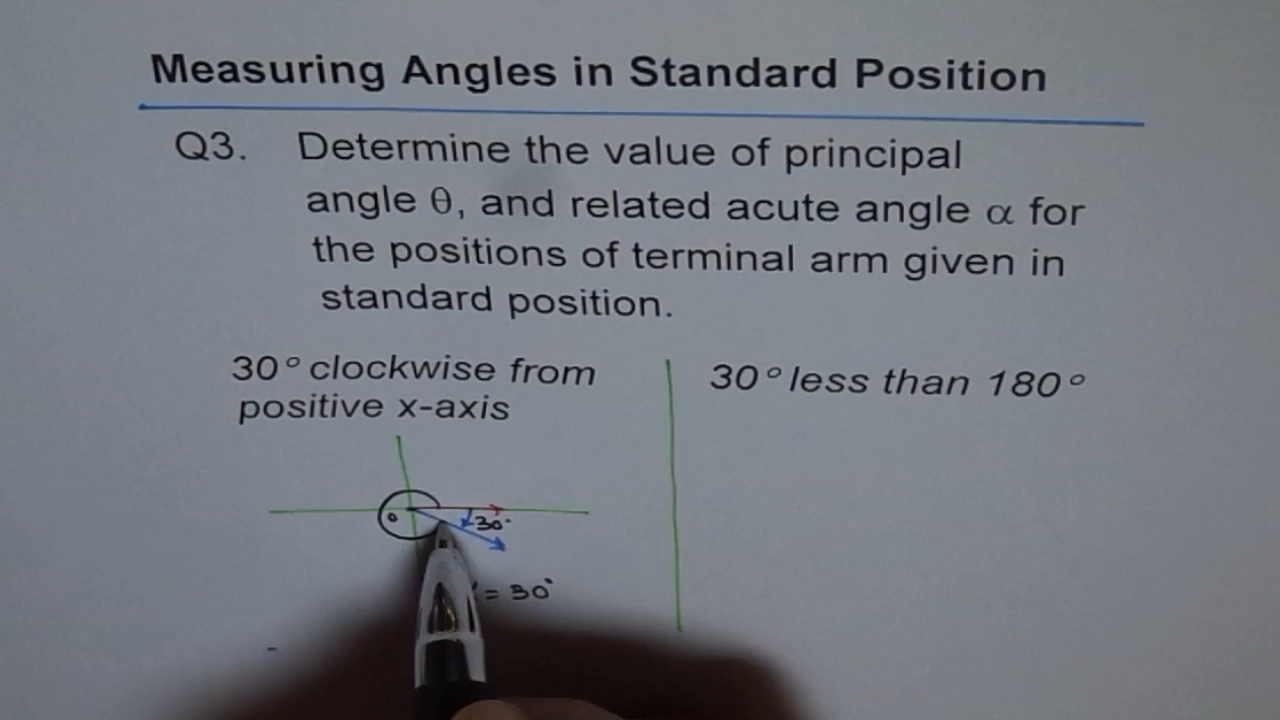 Measuring Angles in Standard Position
Q3. Determine the value of principal
angle θ, and related acute angle α for
the positions of terminal arm given in
standard position.
30° clockwise from
positive x-axis
30° less than 180°
30°
= 30°